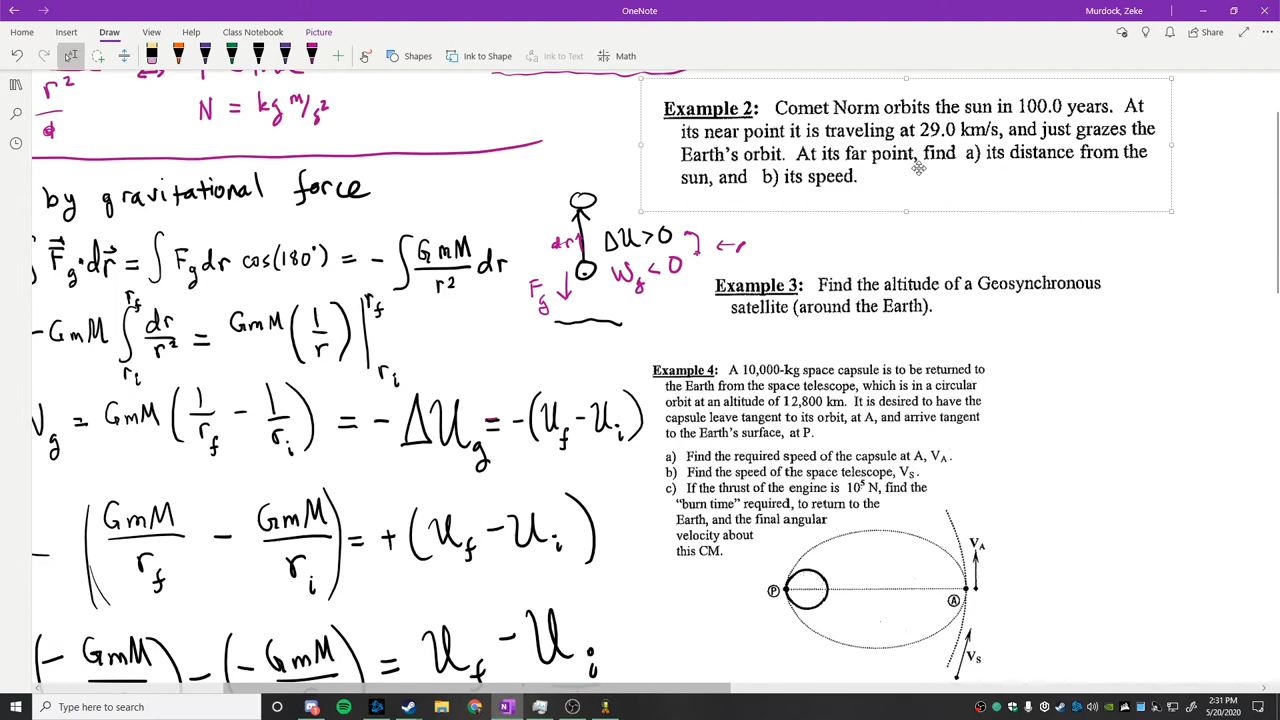 OneNote
Murdock, Zeke
Home Insert Draw View Help Class Notebook Picture
Shapes Ink to Shape Ink to Text Math
Share
r²
N = kg m/s²
by gravitational force
F⃗g · dr⃗ = ∫ Fg dr cos(180°) = - ∫ GmM/r² dr
-GmM ∫ dr/r² = GmM (1/r) |
rf
ri
rf
ri
g = GmM (1/rf - 1/ri) = -ΔUg = -(Uf - Ui)
- (GmM/rf - GmM/ri) = +(Uf - Ui)
(- GmM) - (- GmM) = Uf - Ui
dr
Fg
ΔU > 0
Wg < 0
Example 2: Comet Norm orbits the sun in 100.0 years. At
its near point it is traveling at 29.0 km/s, and just grazes the
Earth's orbit. At its far point, find a) its distance from the
sun, and b) its speed.
Example 3: Find the altitude of a Geosynchronous
satellite (around the Earth).
Example 4: A 10,000-kg space capsule is to be returned to
the Earth from the space telescope, which is in a circular
orbit at an altitude of 12,800 km. It is desired to have the
capsule leave tangent to its orbit, at A, and arrive tangent
to the Earth's surface, at P.
a) Find the required speed of the capsule at A, VA.
b) Find the speed of the space telescope, VS.
c) If the thrust of the engine is 10⁵ N, find the
"burn time" required, to return to the
Earth, and the final angular
velocity about
this CM.
VA
P
A
VS
Type here to search
2:31 PM
5/20/2020